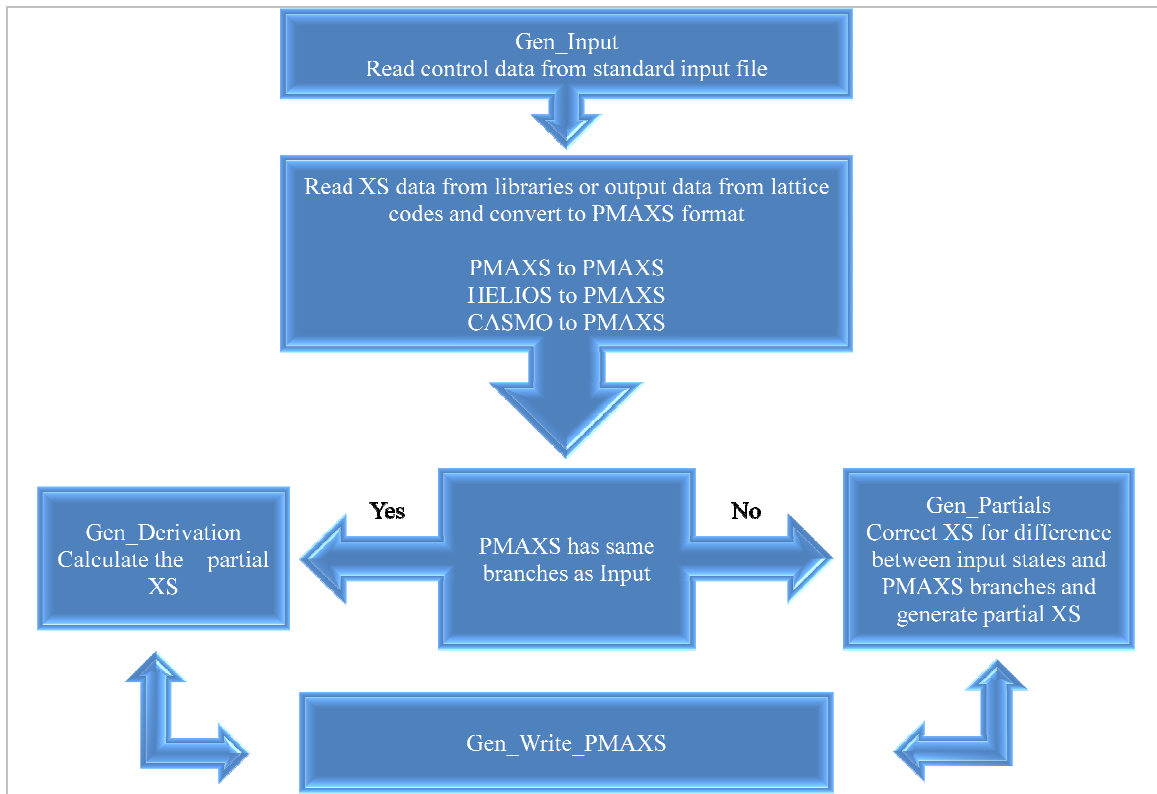 Gen_Input
Read control data from standard input file
Read XS data from libraries or output data from lattice
codes and convert to PMAXS format
PMAXS to PMAXS
HELIOS to PMAXS
CASMO to PMAXS
Yes
No
Gen_Derivation
Calculate the partial
XS
PMAXS has same
branches as Input
Gen_Partials
Correct XS for difference
between input states and
PMAXS branches and
generate partial XS
Gen_Write_PMAXS